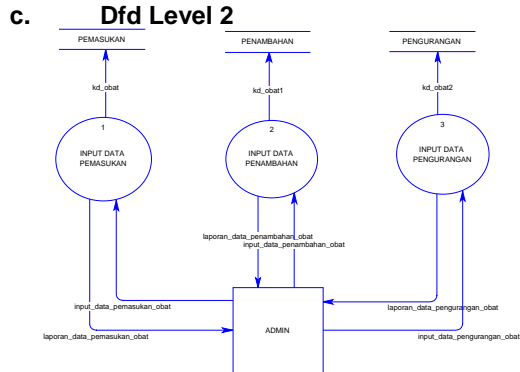 c. Dfd Level 2
PEMASUKAN
PENAMBAHAN
PENGURANGAN
kd_obat
kd_obat1
kd_obat2
1
INPUT DATA
PEMASUKAN
2
INPUT DATA
PENAMBAHAN
3
INPUT DATA
PENGURANGAN
laporan_data_penambahan_obat
input_data_penambahan_obat
input_data_pemasukan_obat
laporan_data_pengurangan_obat
ADMIN
laporan_data_pemasukan_obat
input_data_pengurangan_obat